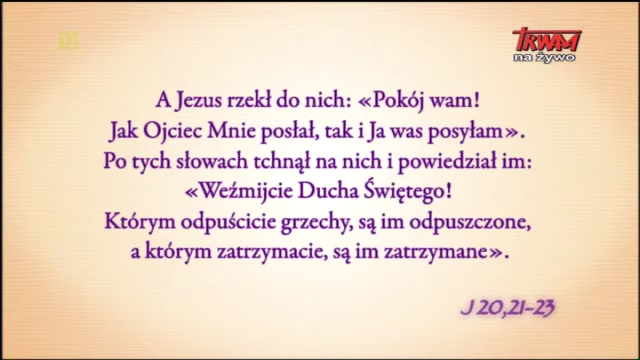 12
TRWAM
na żywo
A Jezus rzekł do nich: «Pokój wam!
Jak Ojciec Mnie posłał, tak i Ja was posyłam».
Po tych słowach tchnął na nich i powiedział im:
«Weźmijcie Ducha Świętego!
Którym odpuścicie grzechy, są im odpuszczone,
a którym zatrzymacie, są im zatrzymane».
J 20,21-23